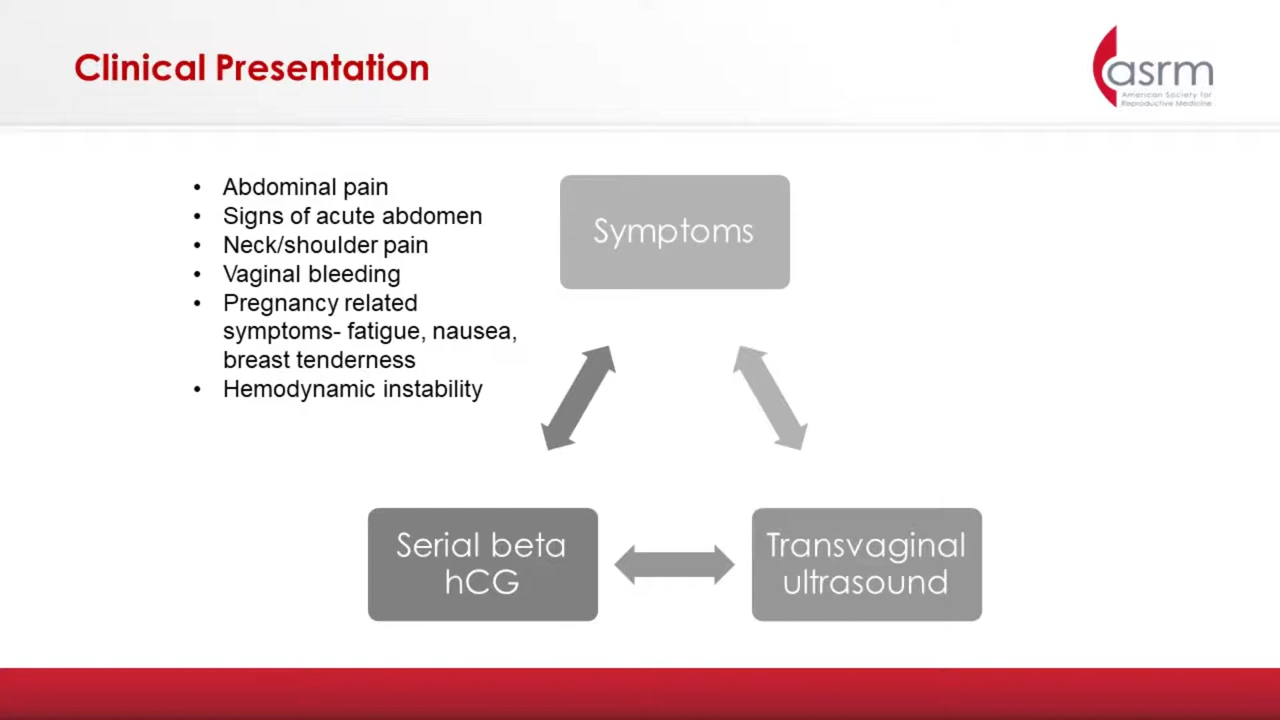 Clinical Presentation
asrm
American Society for
Reproductive Medicine
• Abdominal pain
• Signs of acute abdomen
• Neck/shoulder pain
• Vaginal bleeding
• Pregnancy related
symptoms- fatigue, nausea,
breast tenderness
• Hemodynamic instability
Symptoms
Serial beta
hCG
Transvaginal
ultrasound